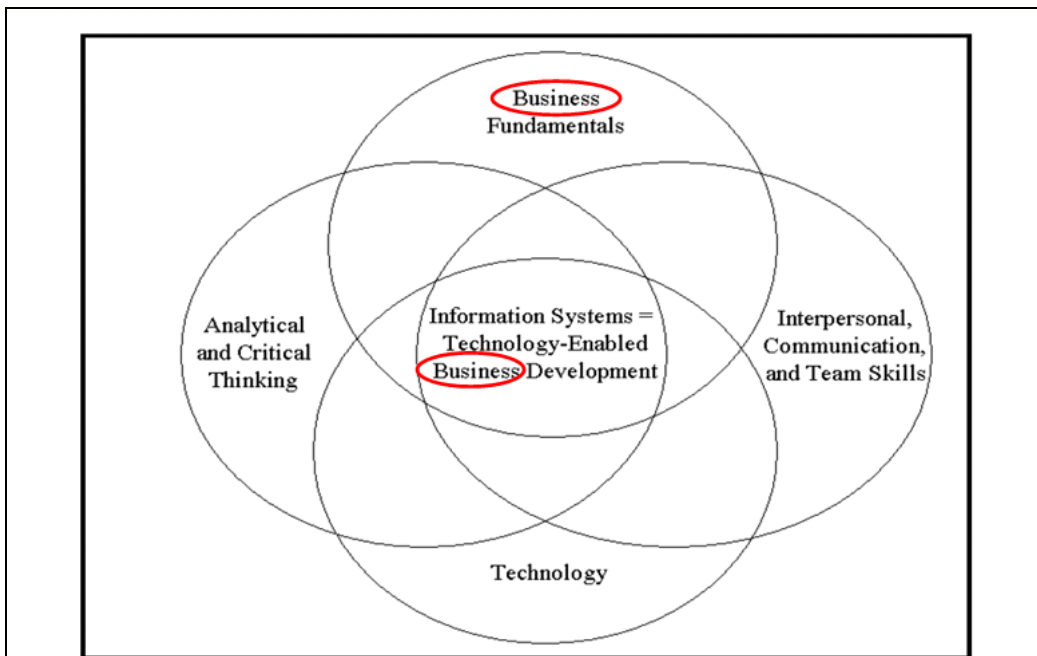 Business
Fundamentals
Analytical
and Critical
Thinking
Information Systems =
Technology-Enabled
Business Development
Interpersonal,
Communication,
and Team Skills
Technology